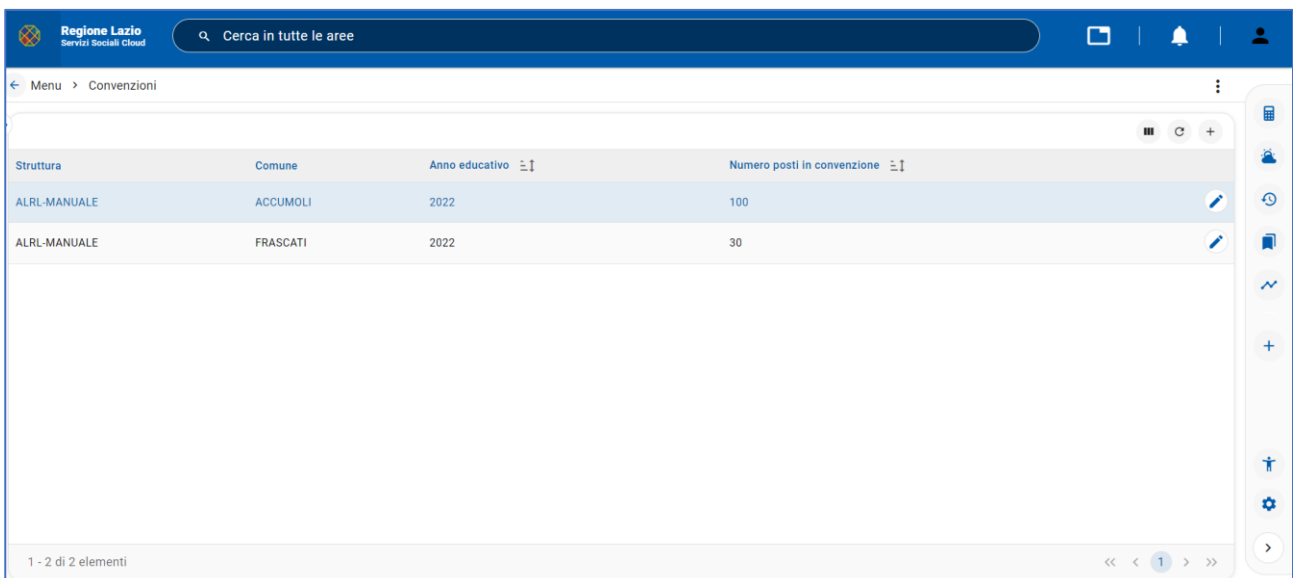 Regione Lazio
Servizi Sociali Cloud
Cerca in tutte le aree
Menu > Convenzioni
Struttura Comune Anno educativo Numero posti in convenzione
ALRL-MANUALE ACCUMOLI 2022 100
ALRL-MANUALE FRASCATI 2022 30
1 - 2 di 2 elementi << < 1 > >>